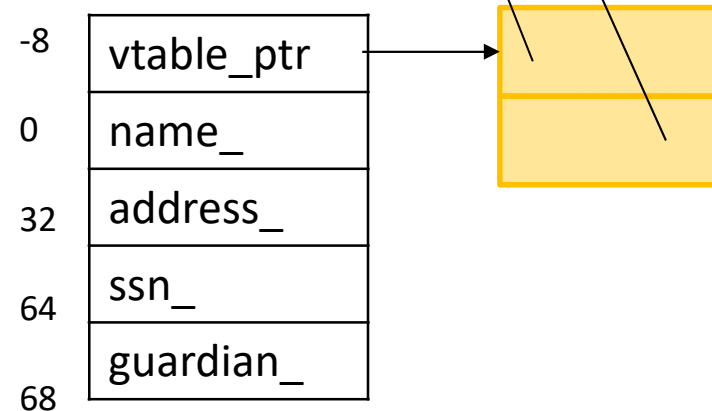 -8
vtable_ptr
0
name_
32
address_
64
ssn_
68
guardian_